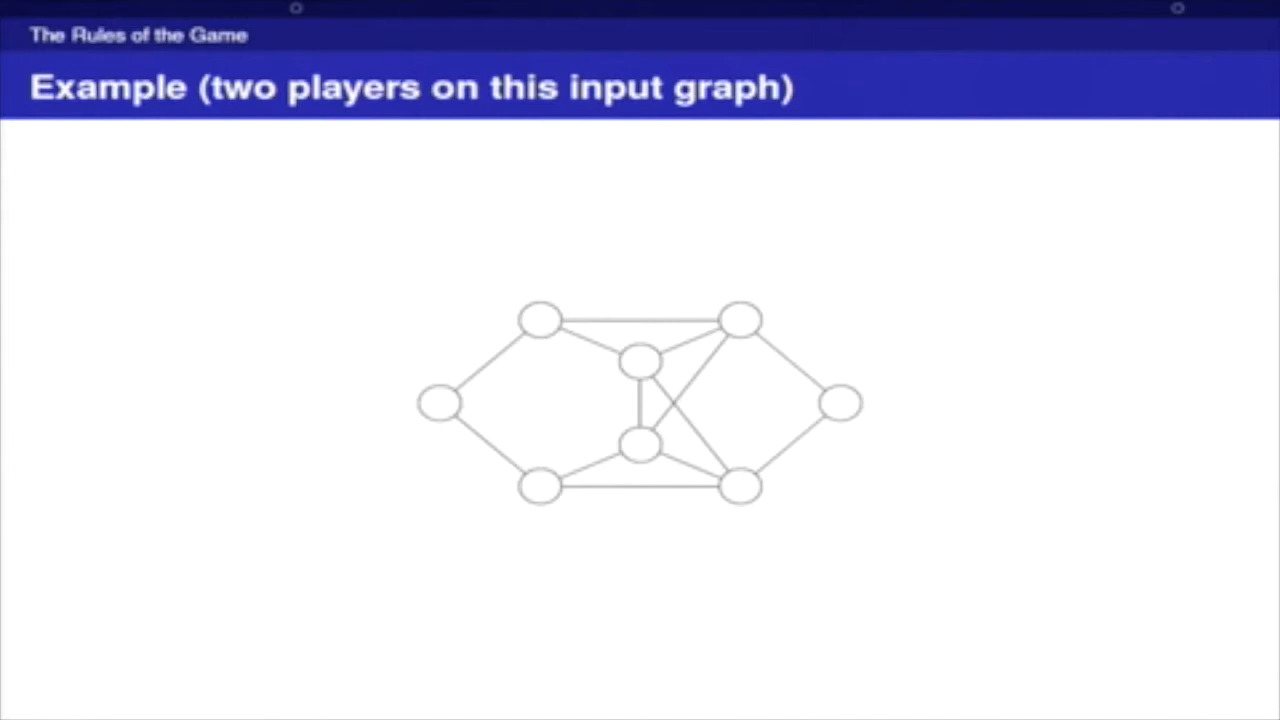 The Rules of the Game
Example (two players on this input graph)